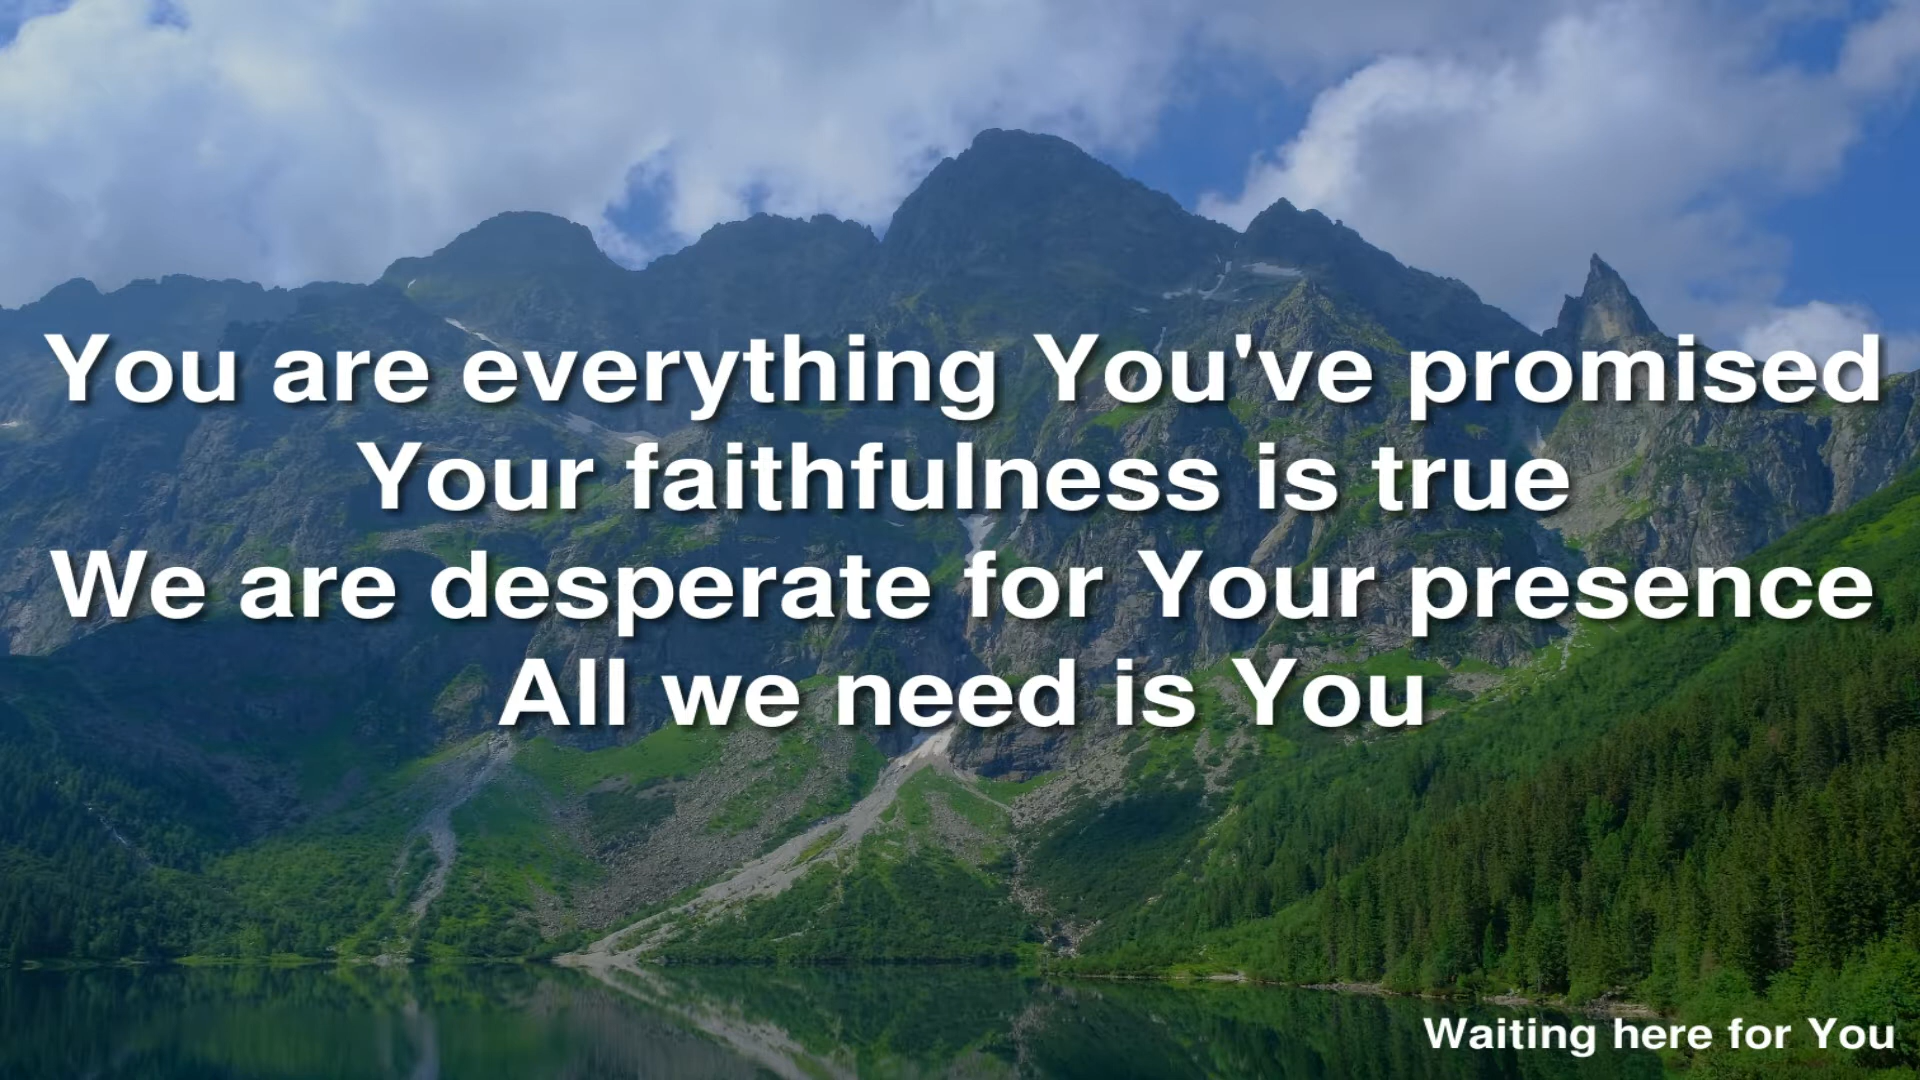 You are everything You've promised
Your faithfulness is true
We are desperate for Your presence
All we need is You
Waiting here for You